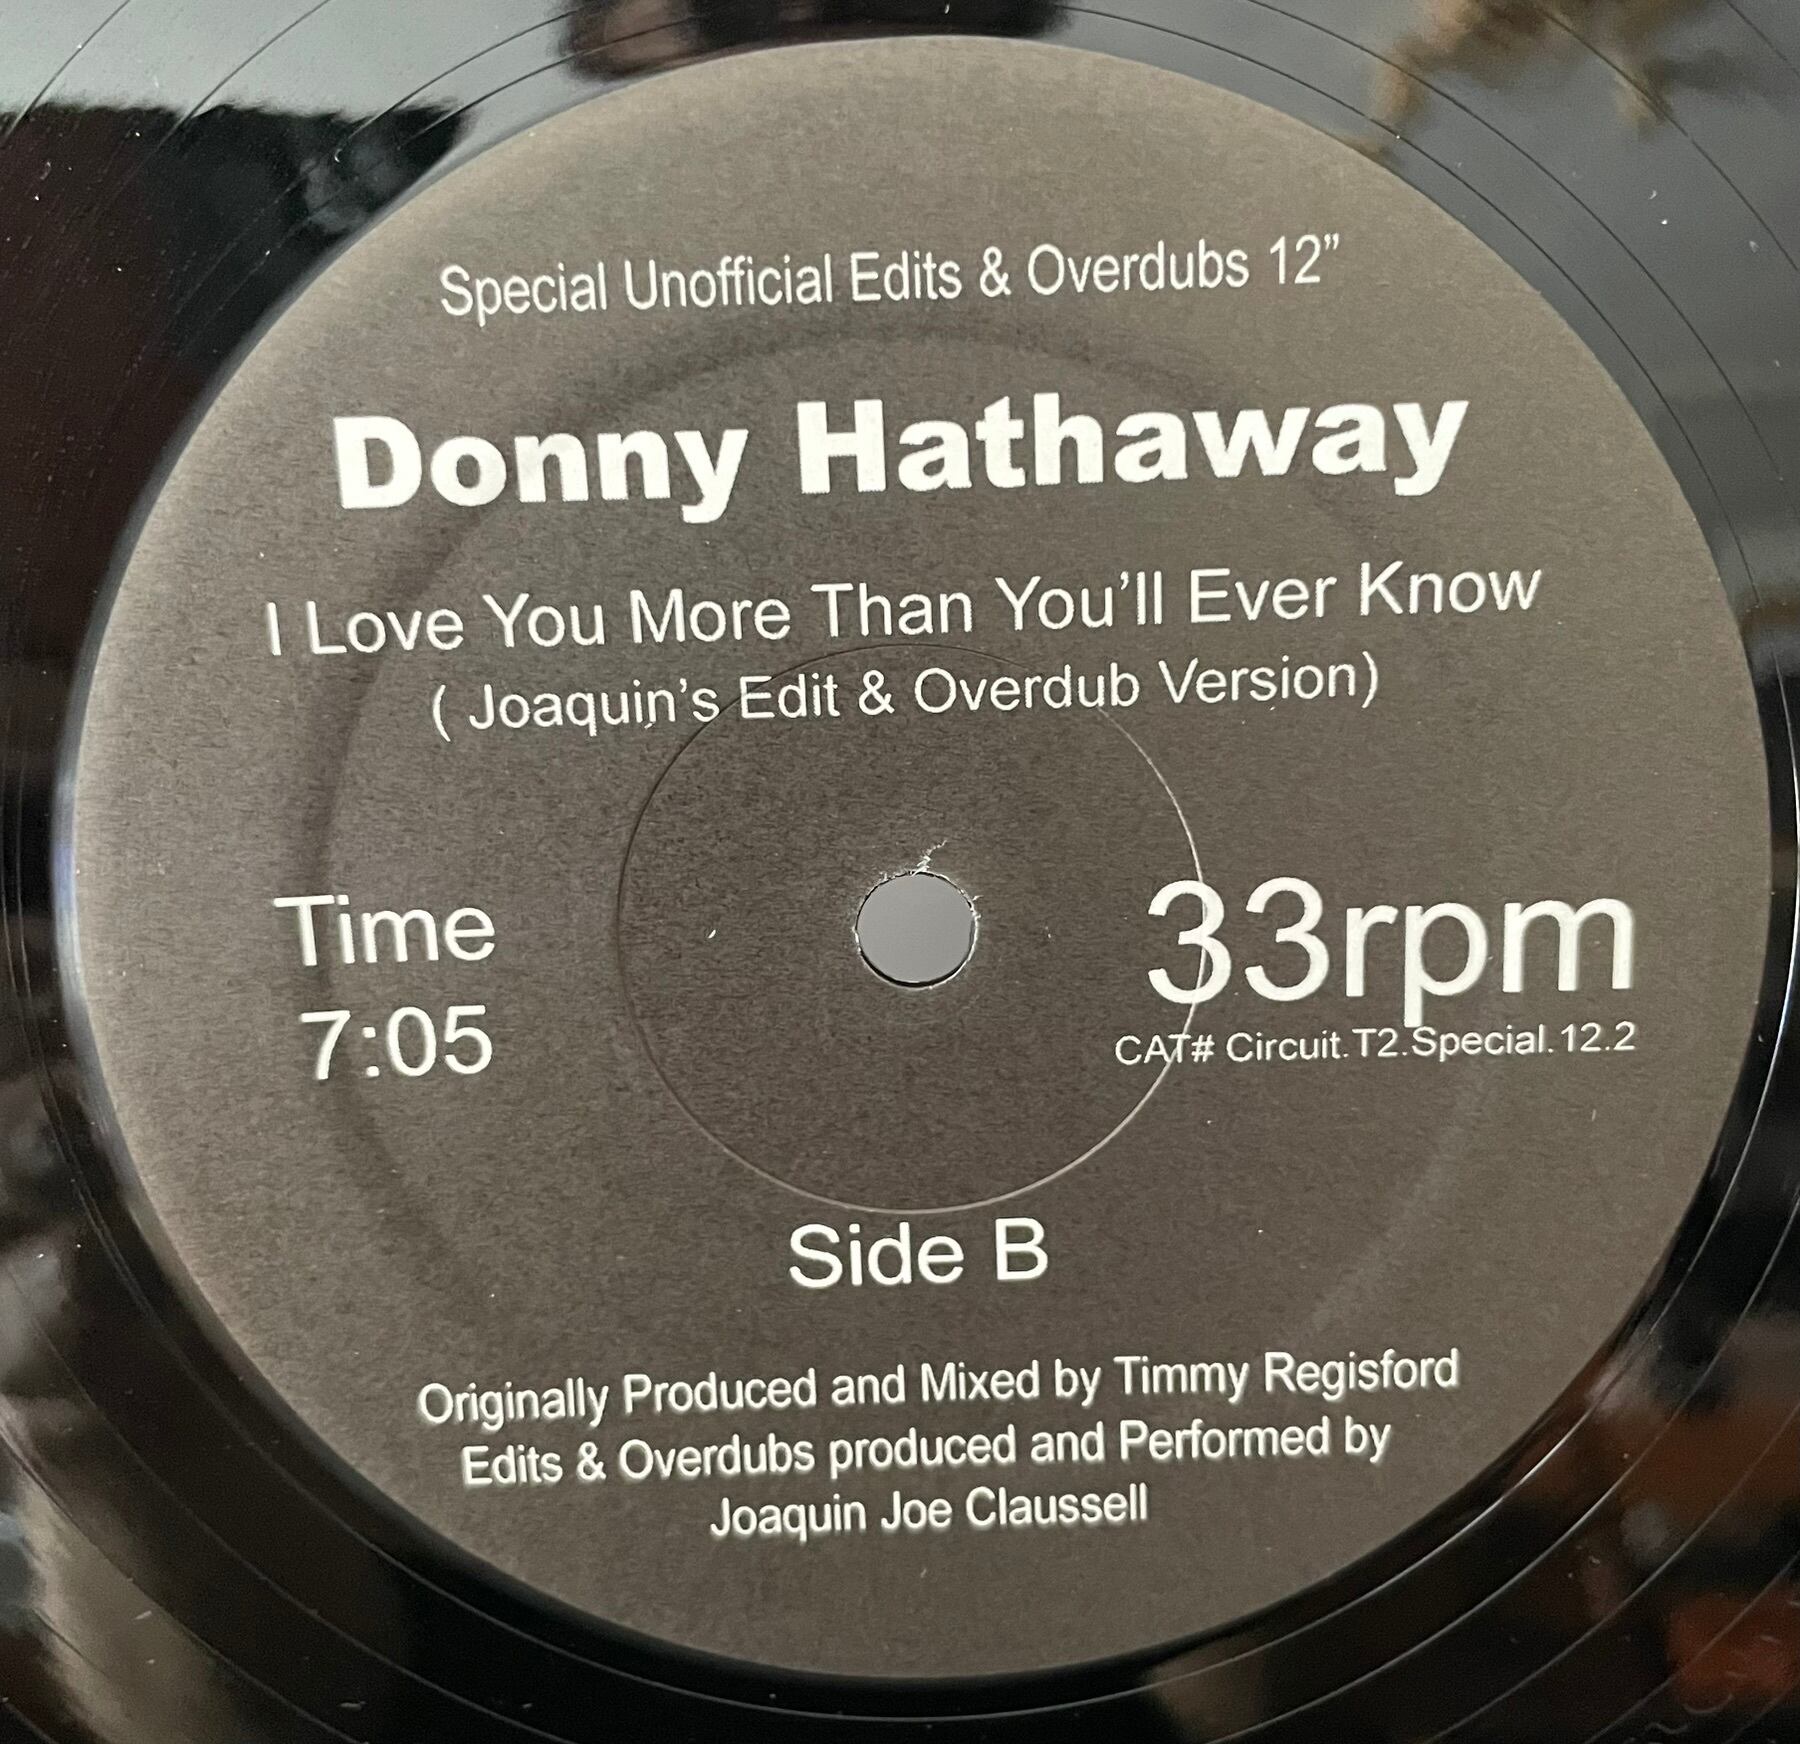 Special Unofficial Edits & Overdubs 12”
Donny Hathaway
I Love You More Than You’ll Ever Know
( Joaquin’s Edit & Overdub Version)
Time
7:05
33rpm
CAT# Circuit.T2.Special.12.2
Side B
Originally Produced and Mixed by Timmy Regisford
Edits & Overdubs produced and Performed by
Joaquin Joe Claussell